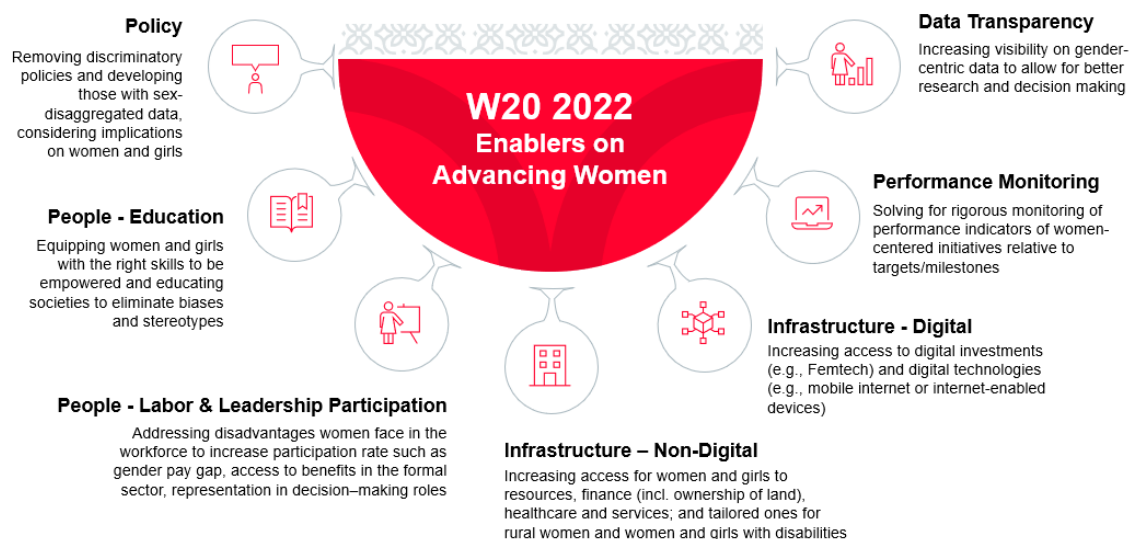 W20 2022
Enablers on
Advancing Women
Policy
Removing discriminatory
policies and developing
those with sex-
disaggregated data,
considering implications
on women and girls
People - Education
Equipping women and girls
with the right skills to be
empowered and educating
societies to eliminate biases
and stereotypes
People - Labor & Leadership Participation
Addressing disadvantages women face in the
workforce to increase participation rate such as
gender pay gap, access to benefits in the formal
sector, representation in decision–making roles
Infrastructure – Non-Digital
Increasing access for women and girls to
resources, finance (incl. ownership of land),
healthcare and services; and tailored ones for
rural women and women and girls with disabilities
Infrastructure - Digital
Increasing access to digital investments
(e.g., Femtech) and digital technologies
(e.g., mobile internet or internet-enabled
devices)
Performance Monitoring
Solving for rigorous monitoring of
performance indicators of women-
centered initiatives relative to
targets/milestones
Data Transparency
Increasing visibility on gender-
centric data to allow for better
research and decision making